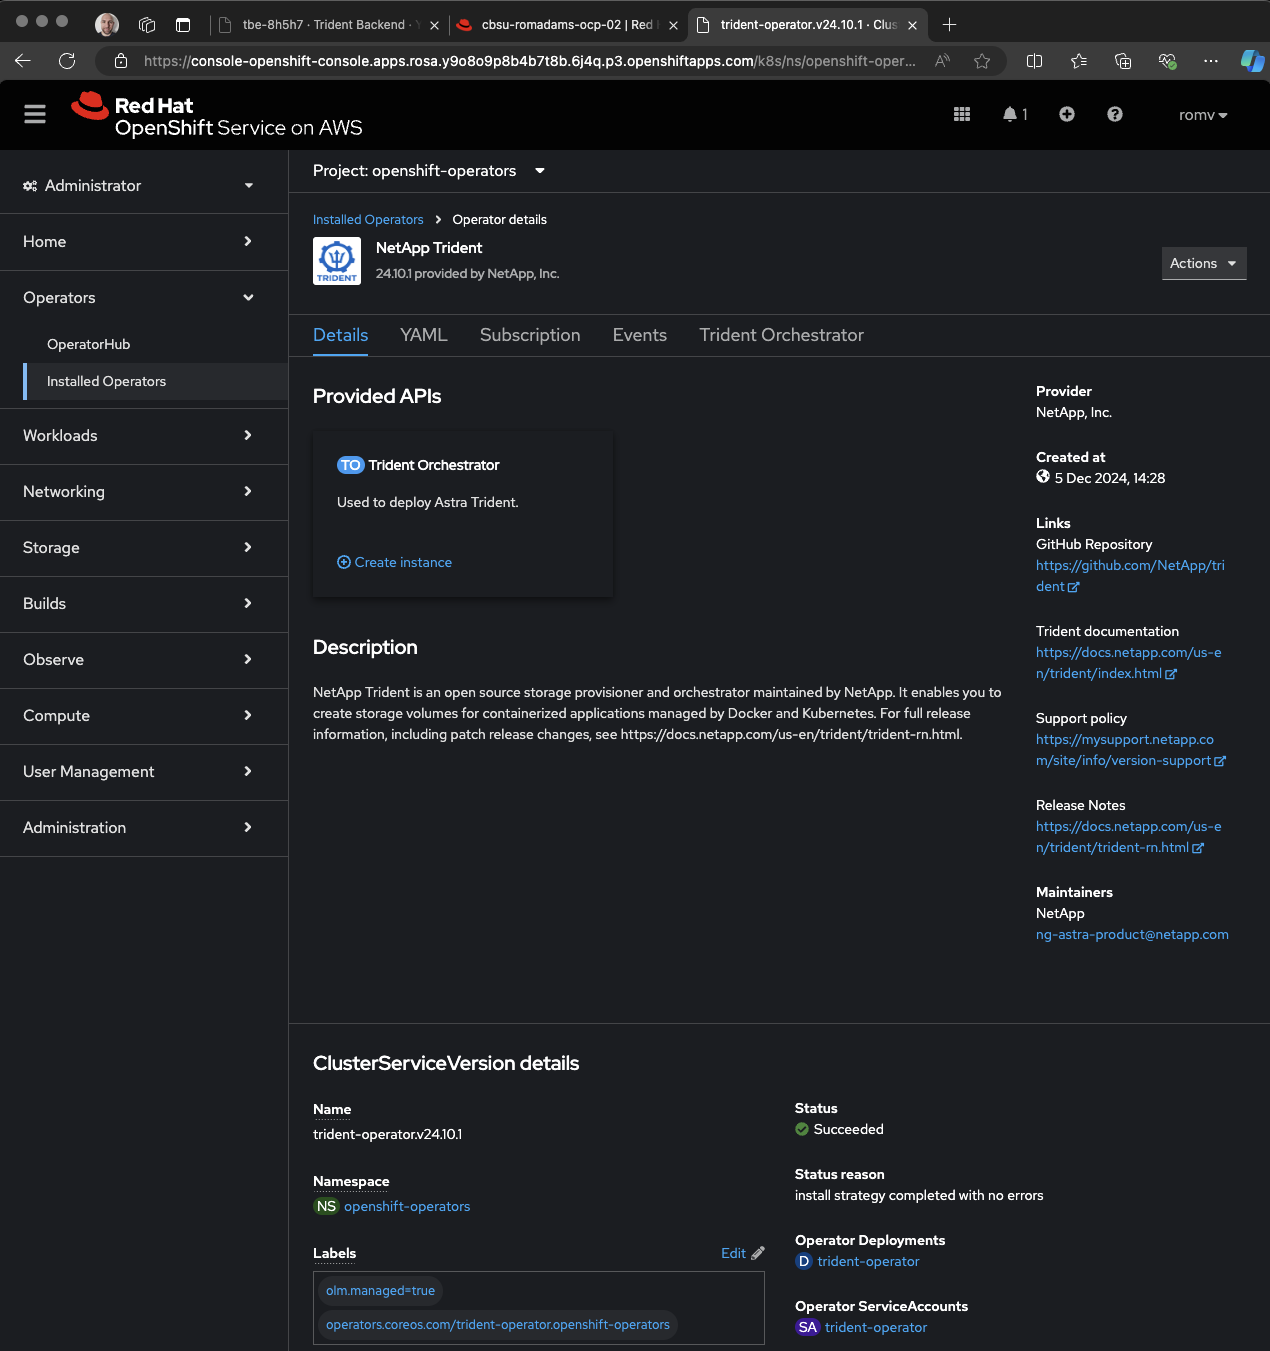 tbe-8h5h7 · Trident Backend ·
cbsu-romadams-ocp-02 | Red
trident-operator.v24.10.1 · Clus
https://console-openshift-console.apps.rosa.y9o8o9p8b4b7t8b.6j4q.p3.openshiftapps.com/k8s/ns/openshift-oper...
Red Hat
OpenShift Service on AWS
1
romv
Administrator
Home
Operators
OperatorHub
Installed Operators
Workloads
Networking
Storage
Builds
Observe
Compute
User Management
Administration
Project: openshift-operators
Installed Operators > Operator details
TRIDENT
NetApp Trident
24.10.1 provided by NetApp, Inc.
Actions
Details YAML Subscription Events Trident Orchestrator
Provided APIs
TO Trident Orchestrator
Used to deploy Astra Trident.
Create instance
Description
NetApp Trident is an open source storage provisioner and orchestrator maintained by NetApp. It enables you to
create storage volumes for containerized applications managed by Docker and Kubernetes. For full release
information, including patch release changes, see https://docs.netapp.com/us-en/trident/trident-rn.html.
Provider
NetApp, Inc.
Created at
5 Dec 2024, 14:28
Links
GitHub Repository
https://github.com/NetApp/tri
dent
Trident documentation
https://docs.netapp.com/us-e
n/trident/index.html
Support policy
https://mysupport.netapp.co
m/site/info/version-support
Release Notes
https://docs.netapp.com/us-e
n/trident/trident-rn.html
Maintainers
NetApp
ng-astra-product@netapp.com
ClusterServiceVersion details
Name
trident-operator.v24.10.1
Namespace
NS openshift-operators
Labels
Edit
olm.managed=true
operators.coreos.com/trident-operator.openshift-operators
Status
Succeeded
Status reason
install strategy completed with no errors
Operator Deployments
D trident-operator
Operator ServiceAccounts
SA trident-operator